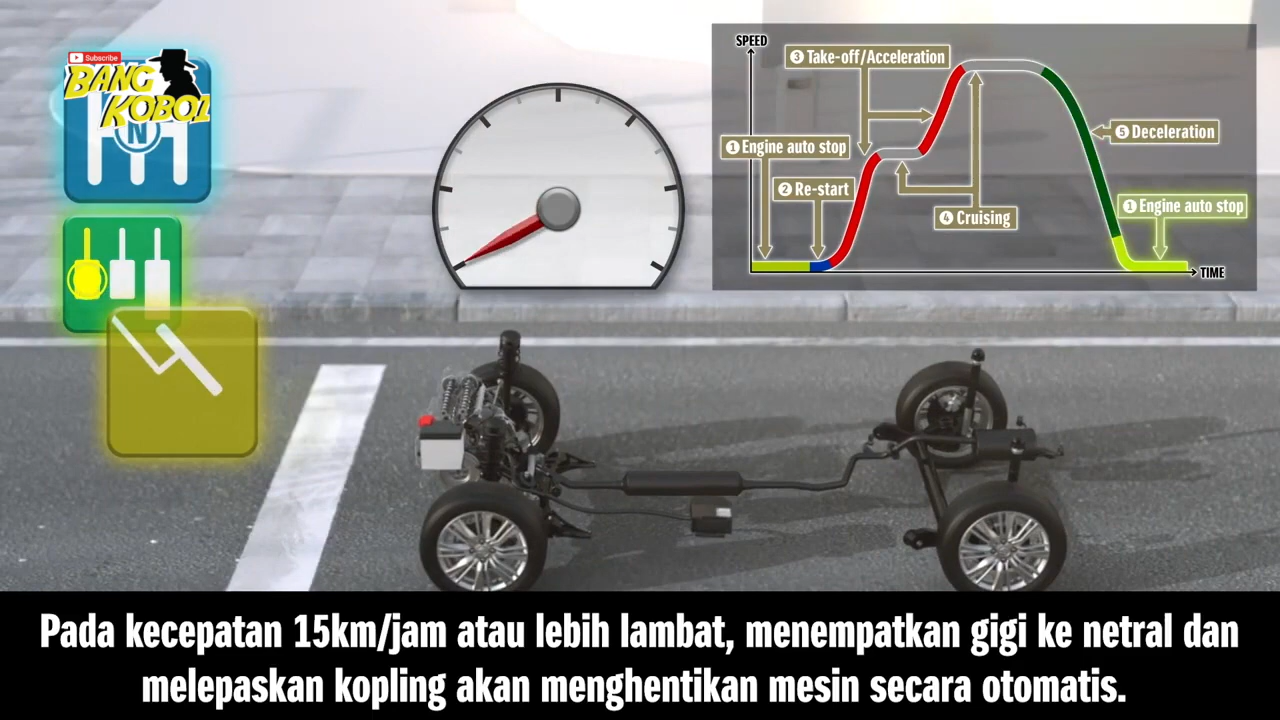 Subscribe
BANG
KOBOI
N
SPEED
3 Take-off/Acceleration
1 Engine auto stop
5 Deceleration
2 Re-start
4 Cruising
1 Engine auto stop
TIME
Pada kecepatan 15km/jam atau lebih lambat, menempatkan gigi ke netral dan
melepaskan kopling akan menghentikan mesin secara otomatis.